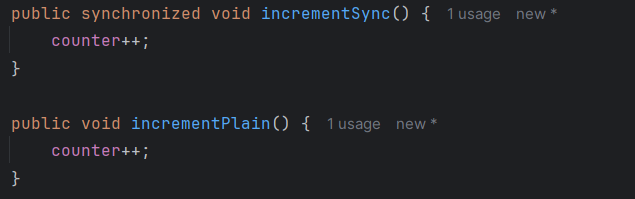 public synchronized void incrementSync() { 1 usage new *
    counter++;
}
public void incrementPlain() { 1 usage new *
    counter++;
}